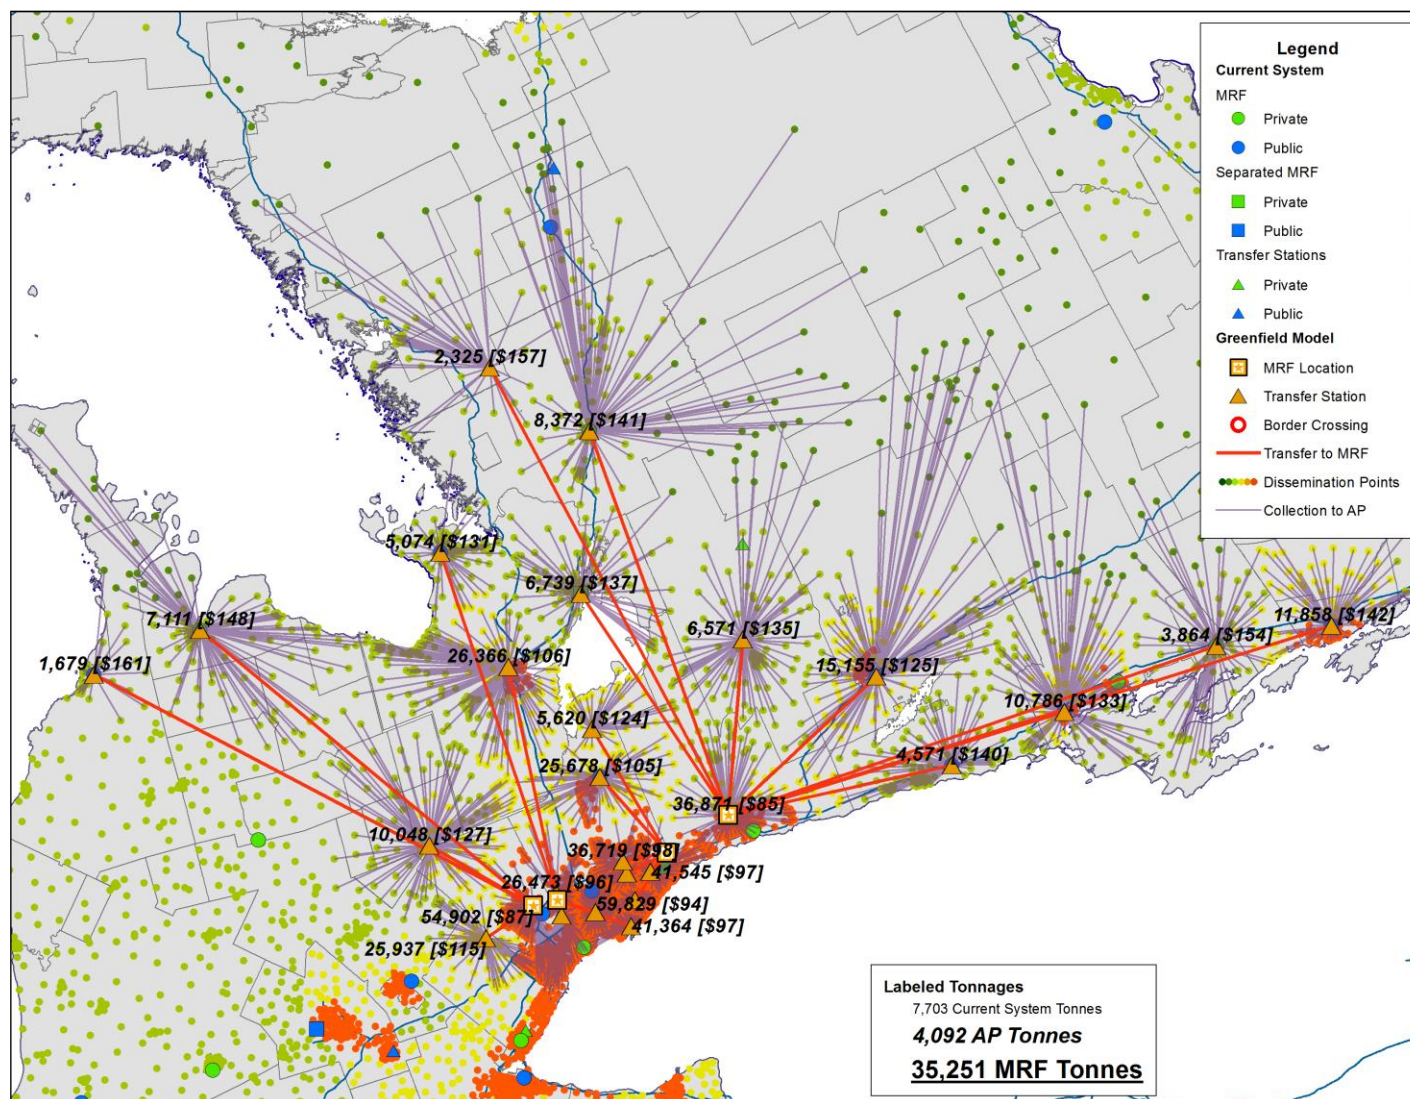 Legend
Current System
MRF
Private
Public
Separated MRF
Private
Public
Transfer Stations
Private
Public
Greenfield Model
MRF Location
Transfer Station
Border Crossing
Transfer to MRF
Dissemination Points
Collection to AP
2,325 [$157]
8,372 [$141]
5,074 [$131]
6,739 [$137]
7,111 [$148]
6,571 [$135]
11,858 [$142]
3,864 [$154]
1,679 [$161]
26,366 [$106]
15,155 [$125]
10,786 [$133]
5,620 [$124]
4,571 [$140]
25,678 [$105]
36,871 [$85]
10,048 [$127]
36,719 [$98]
41,545 [$97]
26,473 [$96]
59,829 [$94]
54,902 [$87]
41,364 [$97]
25,937 [$115]
Labeled Tonnages
7,703 Current System Tonnes
4,092 AP Tonnes
35,251 MRF Tonnes